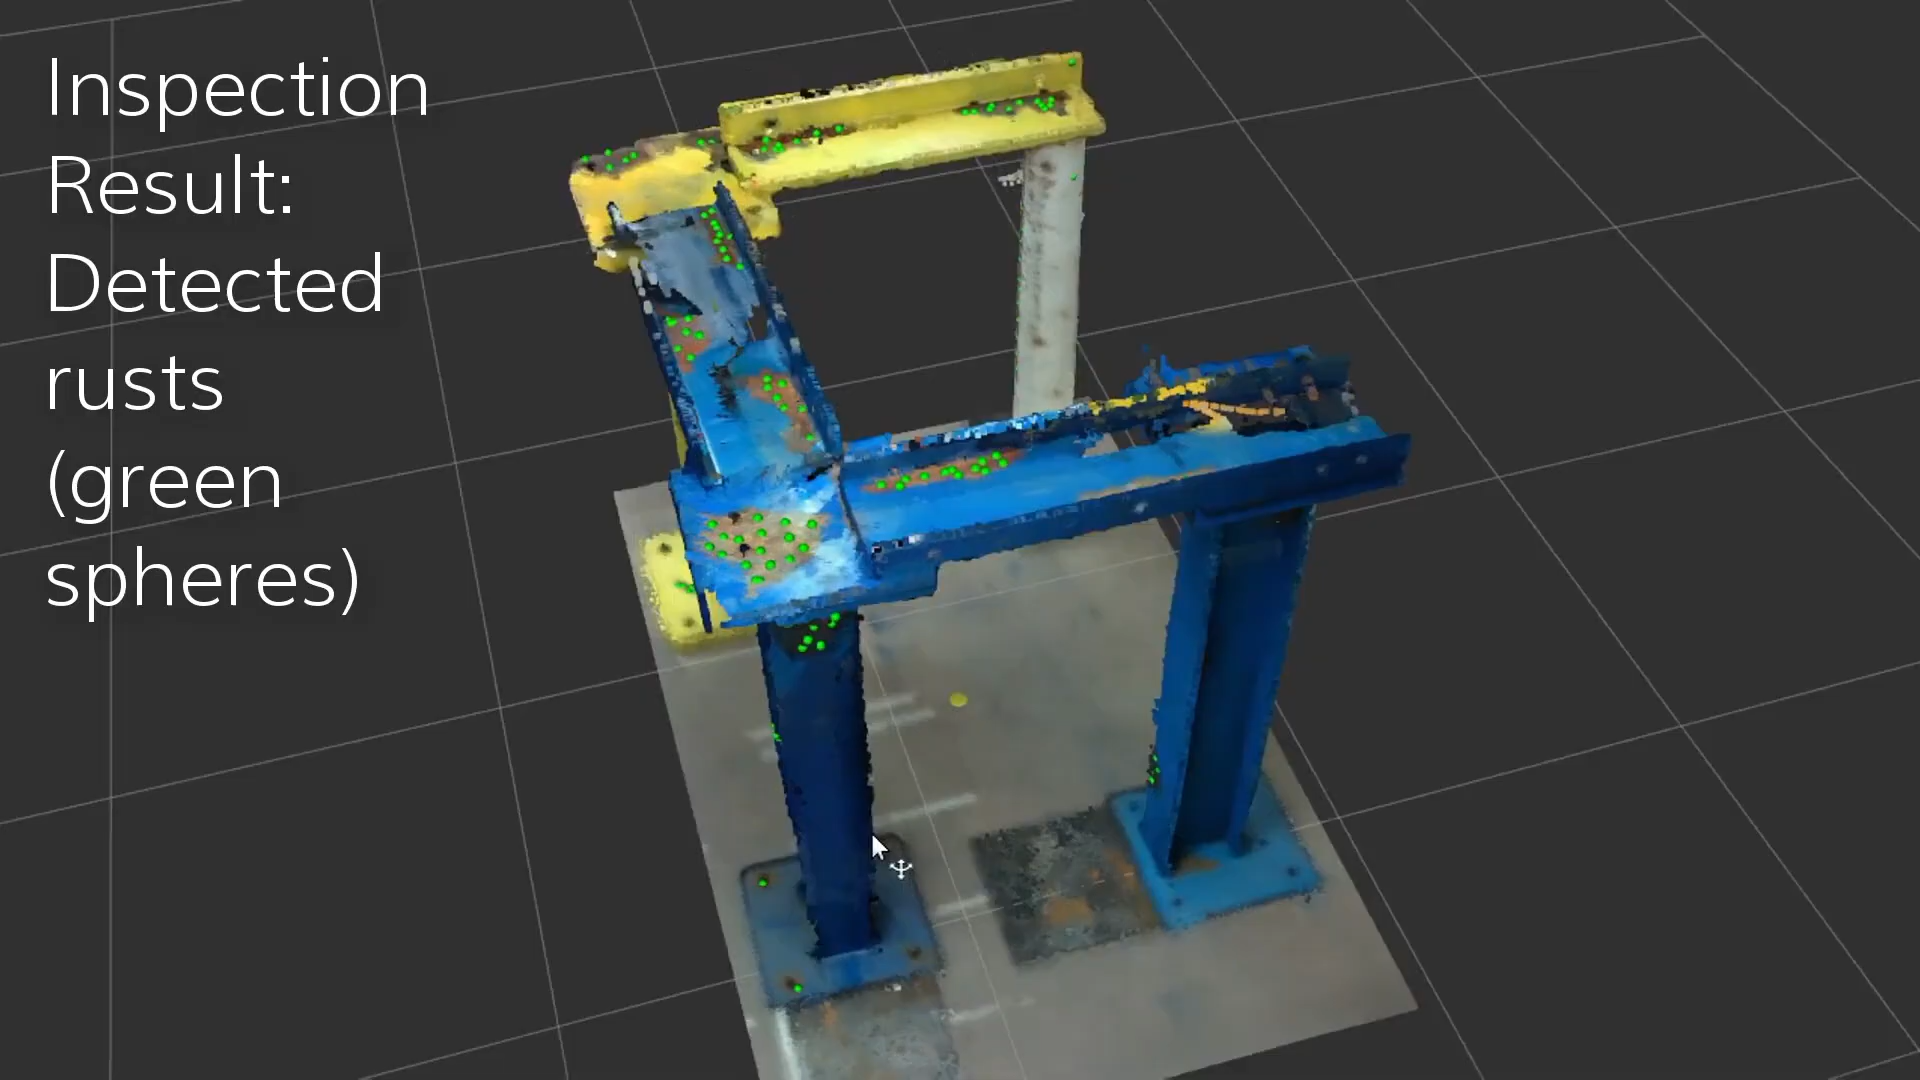 Inspection
Result:
Detected
rusts
(green
spheres)